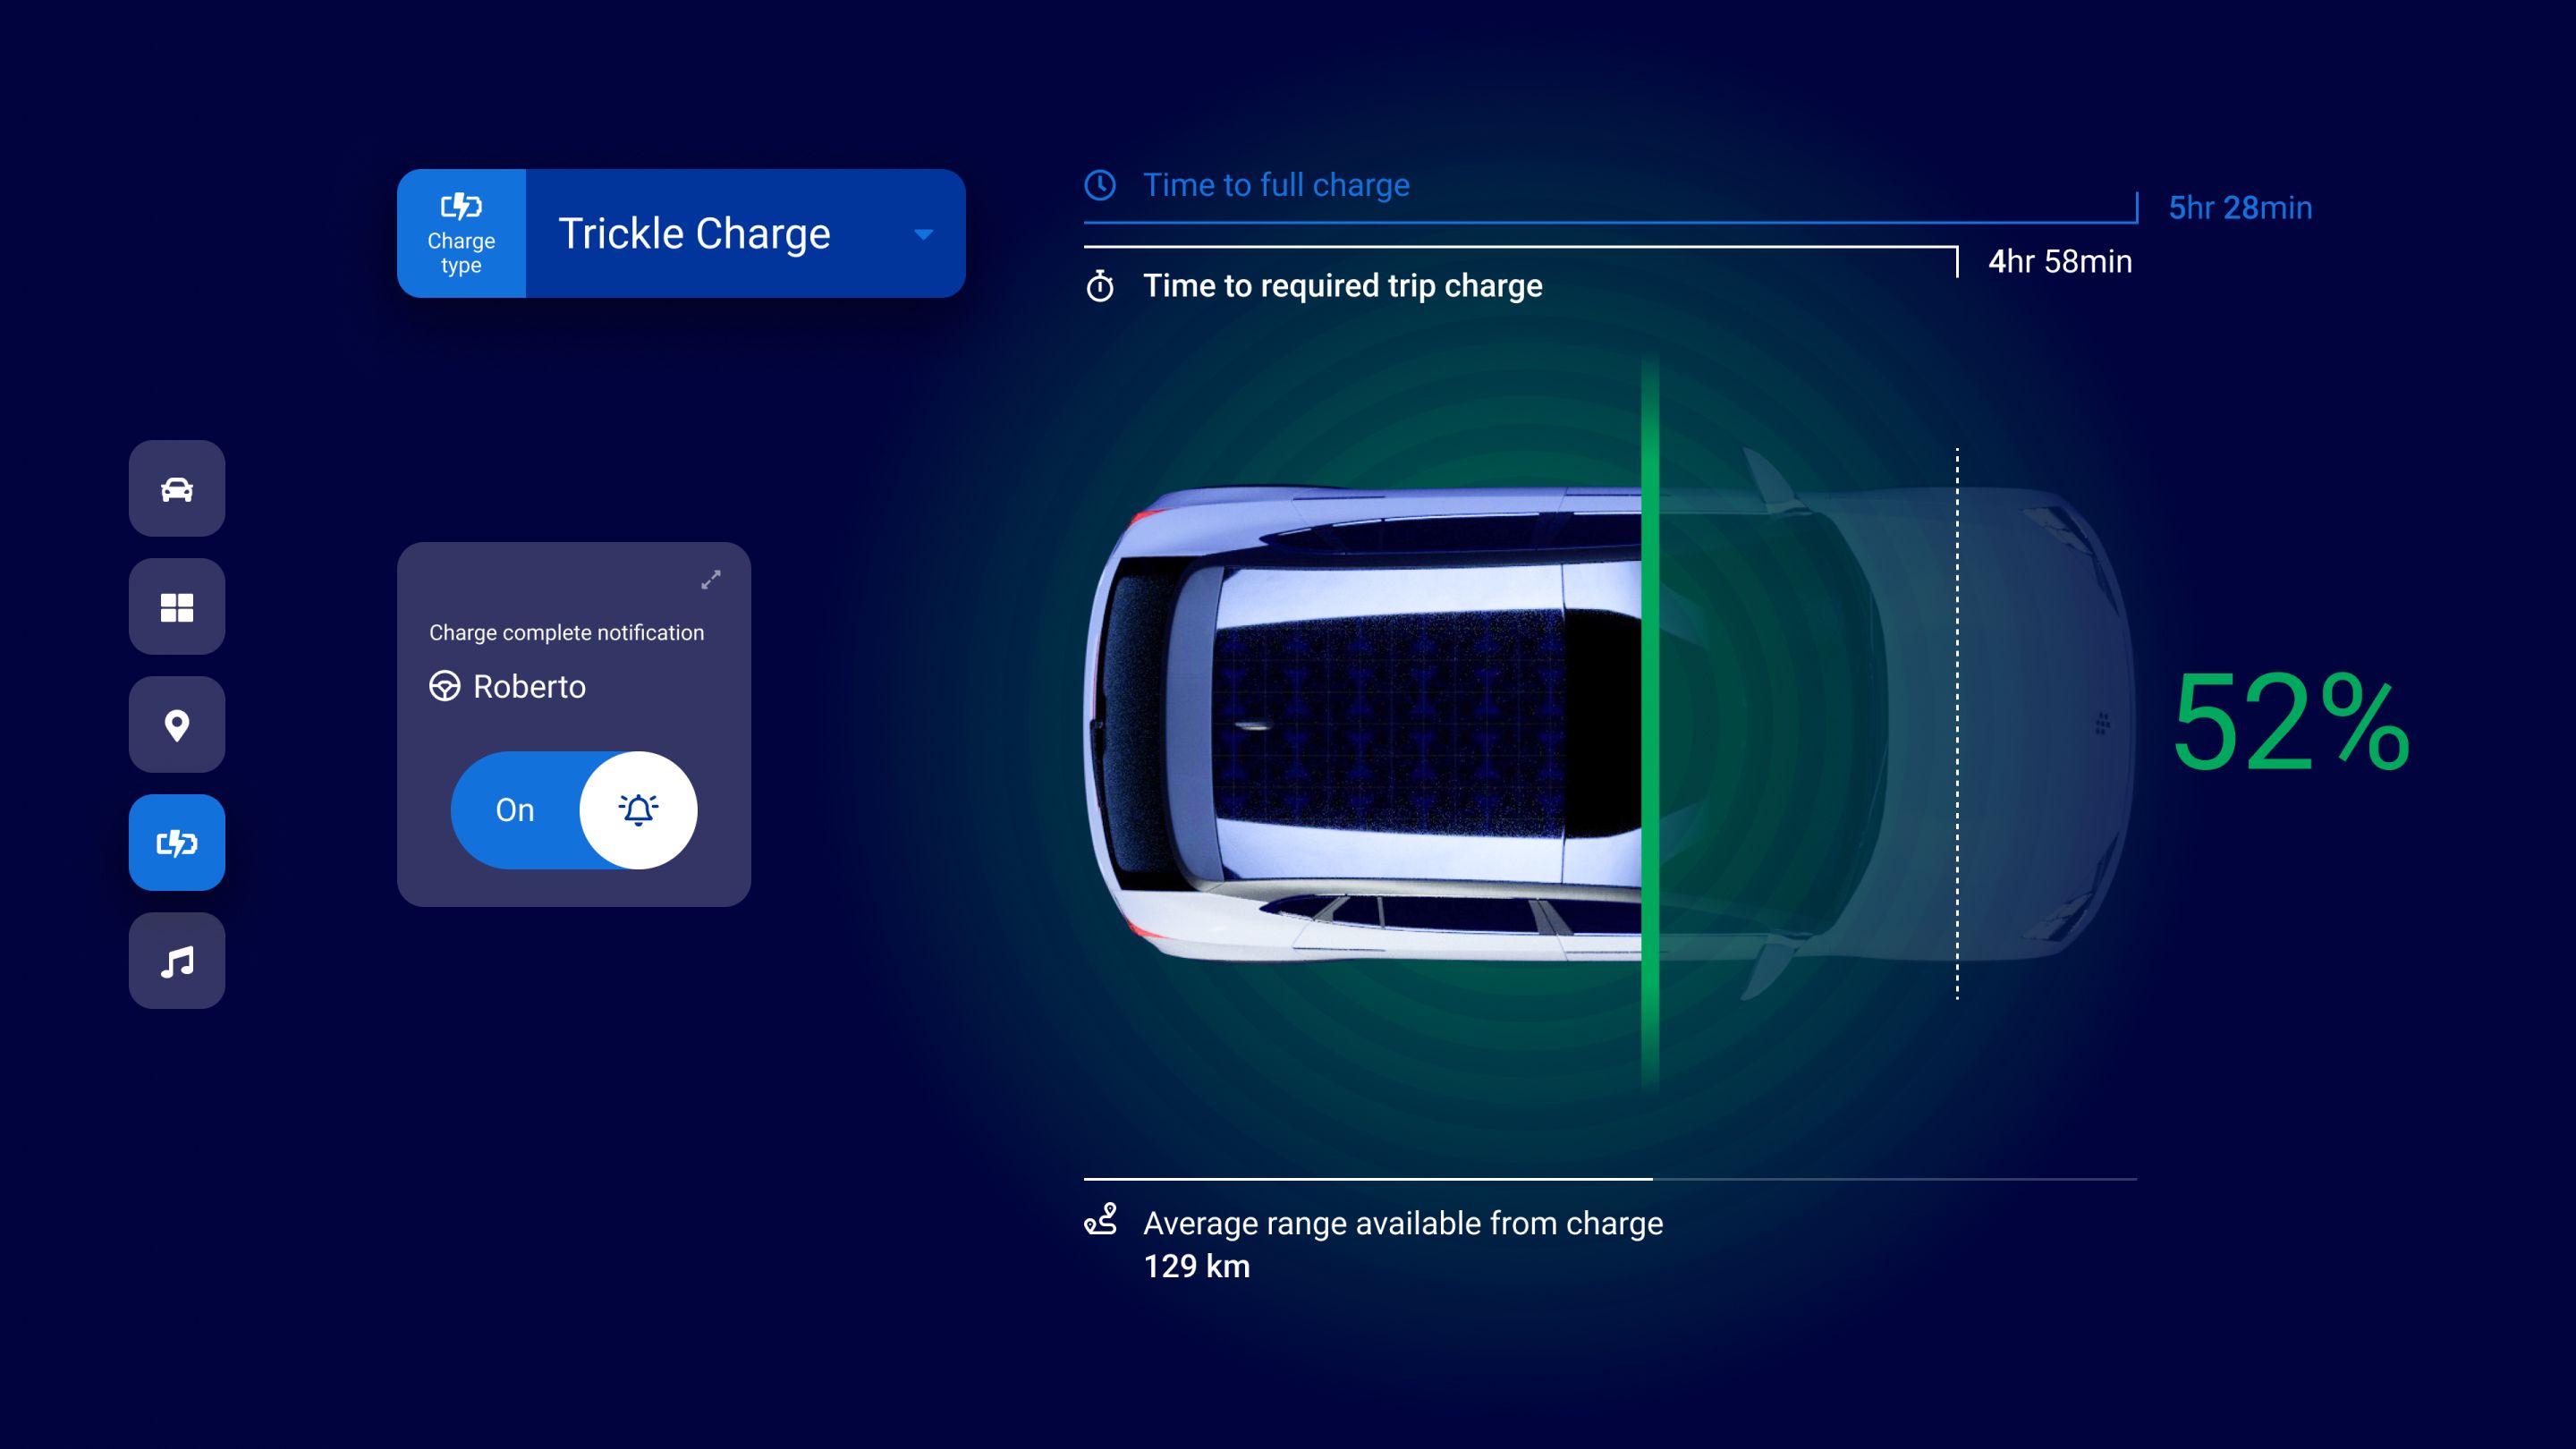 Charge
type
Trickle Charge
Time to full charge
5hr 28min
4hr 58min
Time to required trip charge
Charge complete notification
Roberto
On
52%
Average range available from charge
129 km